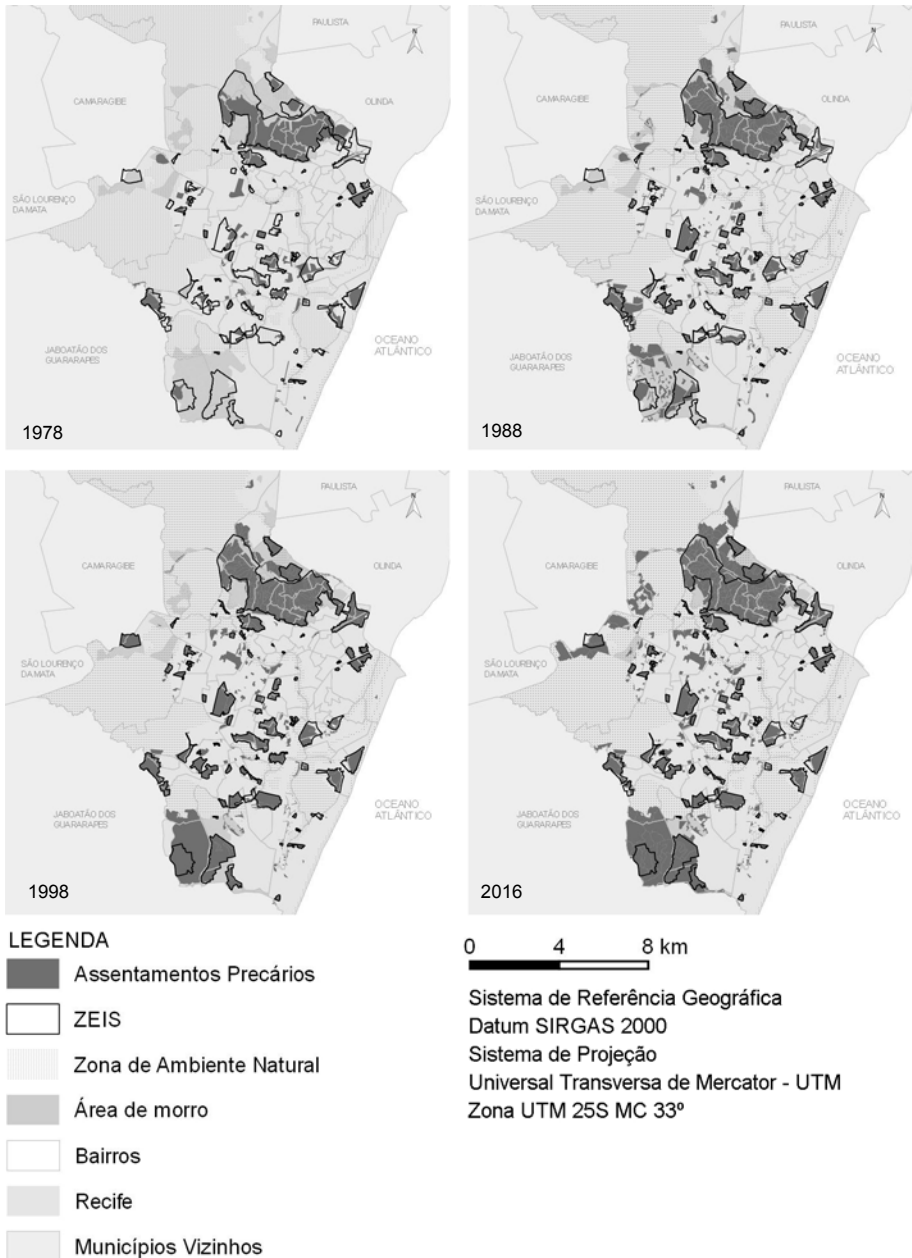 PAULISTA
N
CAMARAGIBE
OLINDA
SÃO LOURENÇO
DA MATA
JABOATÃO DOS
GUARARAPES
OCEANO
ATLÂNTICO
1978
PAULISTA
N
CAMARAGIBE
OLINDA
SÃO LOURENÇO
DA MATA
JABOATÃO DOS
GUARARAPES
OCEANO
ATLÂNTICO
1988
PAULISTA
N
CAMARAGIBE
OLINDA
SÃO LOURENÇO
DA MATA
JABOATÃO DOS
GUARARAPES
OCEANO
ATLÂNTICO
1998
PAULISTA
N
CAMARAGIBE
OLINDA
SÃO LOURENÇO
DA MATA
JABOATÃO DOS
GUARARAPES
OCEANO
ATLÂNTICO
2016
LEGENDA
Assentamentos Precários
ZEIS
Zona de Ambiente Natural
Área de morro
Bairros
Recife
Municípios Vizinhos
0 4 8 km
Sistema de Referência Geográfica
Datum SIRGAS 2000
Sistema de Projeção
Universal Transversa de Mercator - UTM
Zona UTM 25S MC 33º